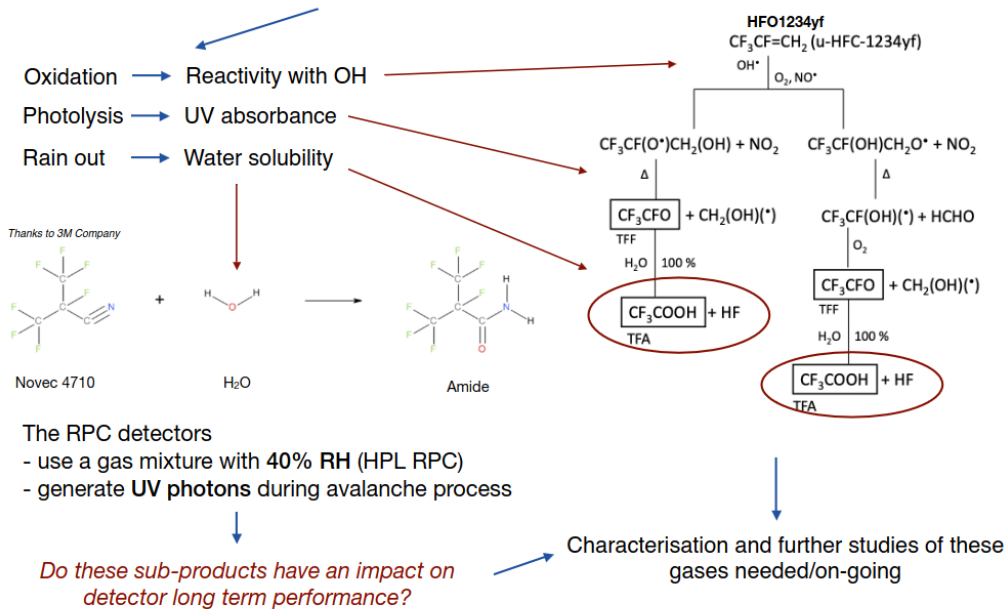 Oxidation
Reactivity with OH
Photolysis
UV absorbance
Rain out
Water solubility
Thanks to 3M Company
F
F
F
C
F
F
C
F
C
C
N
F
F
Novec 4710
+
H
H
O
H₂O
F
F
F
C
F
H
F
C
N
F
C
C
H
F
F
O
Amide
HFO1234yf
CF₃CF=CH₂ (u-HFC-1234yf)
OH•
O₂, NO•
CF₃CF(O•)CH₂(OH) + NO₂
CF₃CF(OH)CH₂O• + NO₂
Δ
Δ
CF₃CFO + CH₂(OH)(•)
CF₃CF(OH)(•) + HCHO
TFF
O₂
H₂O 100 %
CF₃CFO + CH₂(OH)(•)
CF₃COOH + HF
TFF
TFA
H₂O 100 %
CF₃COOH + HF
TFA
The RPC detectors
- use a gas mixture with 40% RH (HPL RPC)
- generate UV photons during avalanche process
Do these sub-products have an impact on
detector long term performance?
Characterisation and further studies of these
gases needed/on-going